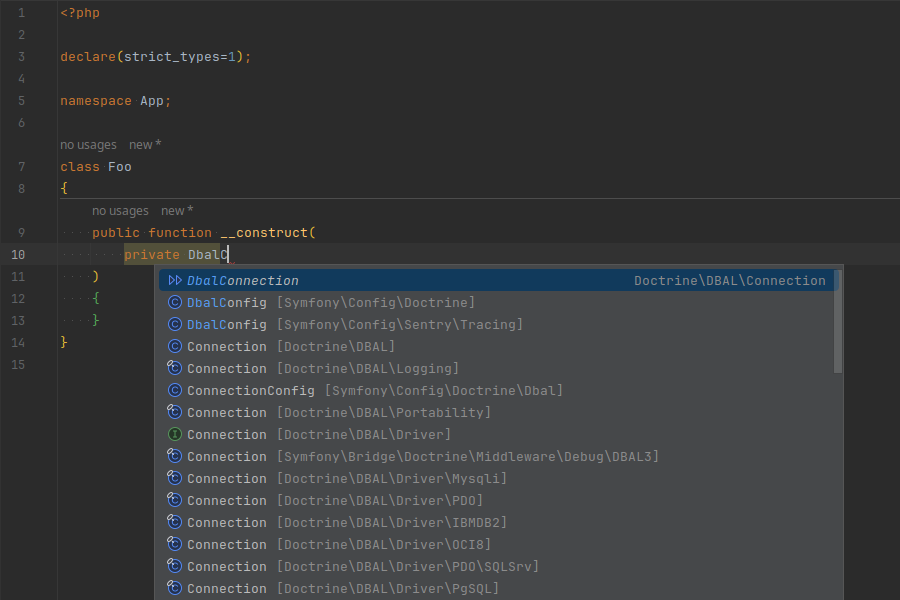 1 <?php
2
3 declare(strict_types=1);
4
5 namespace App;
6
no usages new *
7 class Foo
8 {
no usages new *
9 public function __construct(
10 private DbalC
11 )
12 {
13 }
14 }
15
DbalConnection Doctrine\DBAL\Connection
DbalConfig [Symfony\Config\Doctrine]
DbalConfig [Symfony\Config\Sentry\Tracing]
Connection [Doctrine\DBAL]
Connection [Doctrine\DBAL\Logging]
ConnectionConfig [Symfony\Config\Doctrine\Dbal]
Connection [Doctrine\DBAL\Portability]
Connection [Doctrine\DBAL\Driver]
Connection [Symfony\Bridge\Doctrine\Middleware\Debug\DBAL3]
Connection [Doctrine\DBAL\Driver\Mysqli]
Connection [Doctrine\DBAL\Driver\PDO]
Connection [Doctrine\DBAL\Driver\IBMDB2]
Connection [Doctrine\DBAL\Driver\OCI8]
Connection [Doctrine\DBAL\Driver\PDO\SQLSrv]
Connection [Doctrine\DBAL\Driver\PgSQL]